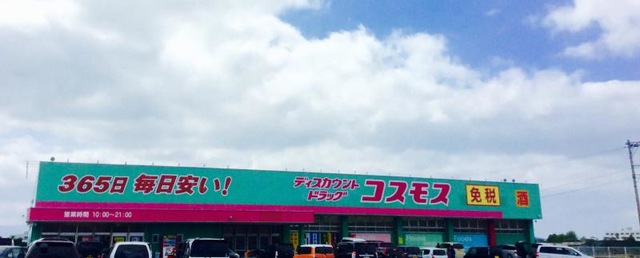 365日 毎日安い!
ディスカウント
ドラッグ
コスモス
免税
酒
営業時間 10:00~21:00